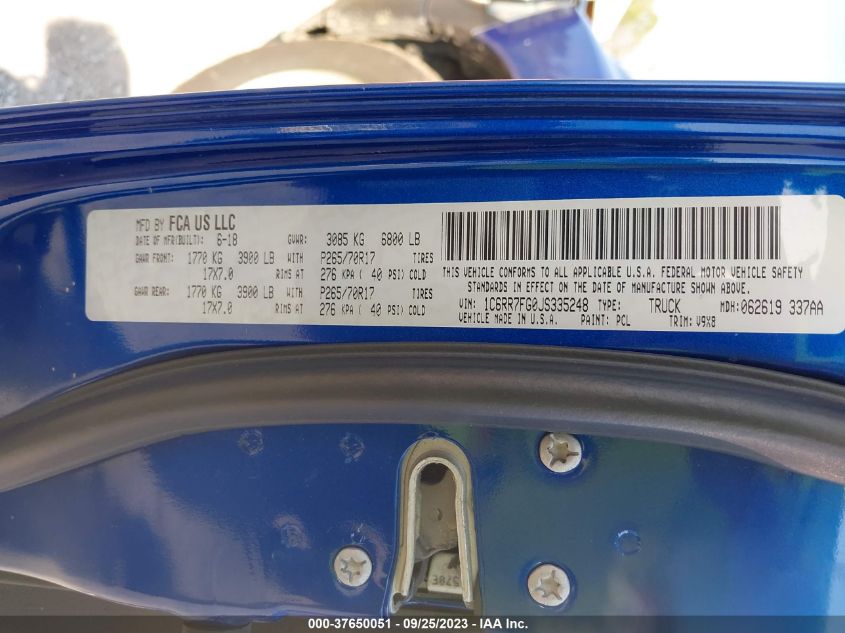 MFD BY FCA US LLC
DATE OF MFR(BUILT): 6-18 GVWR: 3085 KG 6800 LB
GAWR FRONT: 1770 KG 3900 LB WITH P265/70R17 TIRES
17X7.0 RIMS AT 276 KPA ( 40 PSI) COLD
GAWR REAR: 1770 KG 3900 LB WITH P265/70R17 TIRES
17X7.0 RIMS AT 276 KPA ( 40 PSI) COLD
THIS VEHICLE CONFORMS TO ALL APPLICABLE U.S.A. FEDERAL MOTOR VEHICLE SAFETY
STANDARDS IN EFFECT ON THE DATE OF MANUFACTURE SHOWN ABOVE.
VIN: 1C6RR7FG0JS335248 TYPE: TRUCK MDH: 062619 337AA
VEHICLE MADE IN U.S.A. PAINT: PCL TRIM: V9X8
000-37650051 - 09/25/2023 - IAAI - Copyright IAA, Inc.